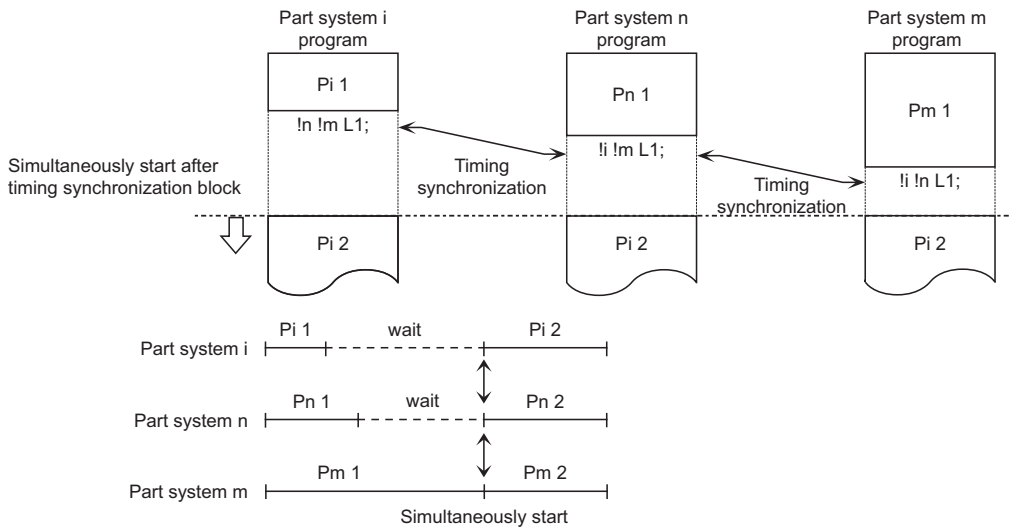 Part system i
program
Part system n
program
Part system m
program
Pi 1
Pn 1
Pm 1
!n !m L1;
!i !m L1;
!i !n L1;
Timing
synchronization
Timing
synchronization
Simultaneously start after
timing synchronization block
Pi 2
Pi 2
Pi 2
Part system i
Pi 1
wait
Pi 2
Part system n
Pn 1
wait
Pn 2
Part system m
Pm 1
Pm 2
Simultaneously start